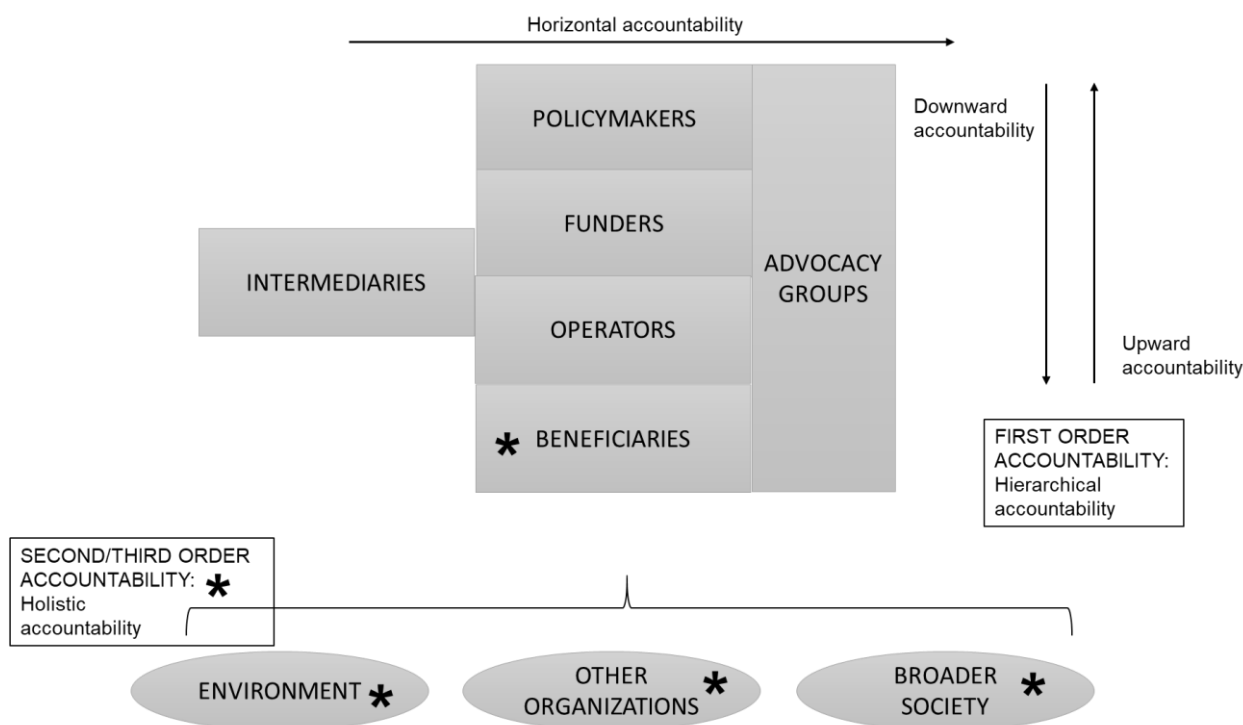 Horizontal accountability
POLICYMAKERS
Downward
accountability
FUNDERS
INTERMEDIARIES
ADVOCACY
GROUPS
OPERATORS
Upward
accountability
* BENEFICIARIES
FIRST ORDER
ACCOUNTABILITY:
Hierarchical
accountability
SECOND/THIRD ORDER
ACCOUNTABILITY: *
Holistic
accountability
ENVIRONMENT *
OTHER
ORGANIZATIONS *
BROADER
SOCIETY *